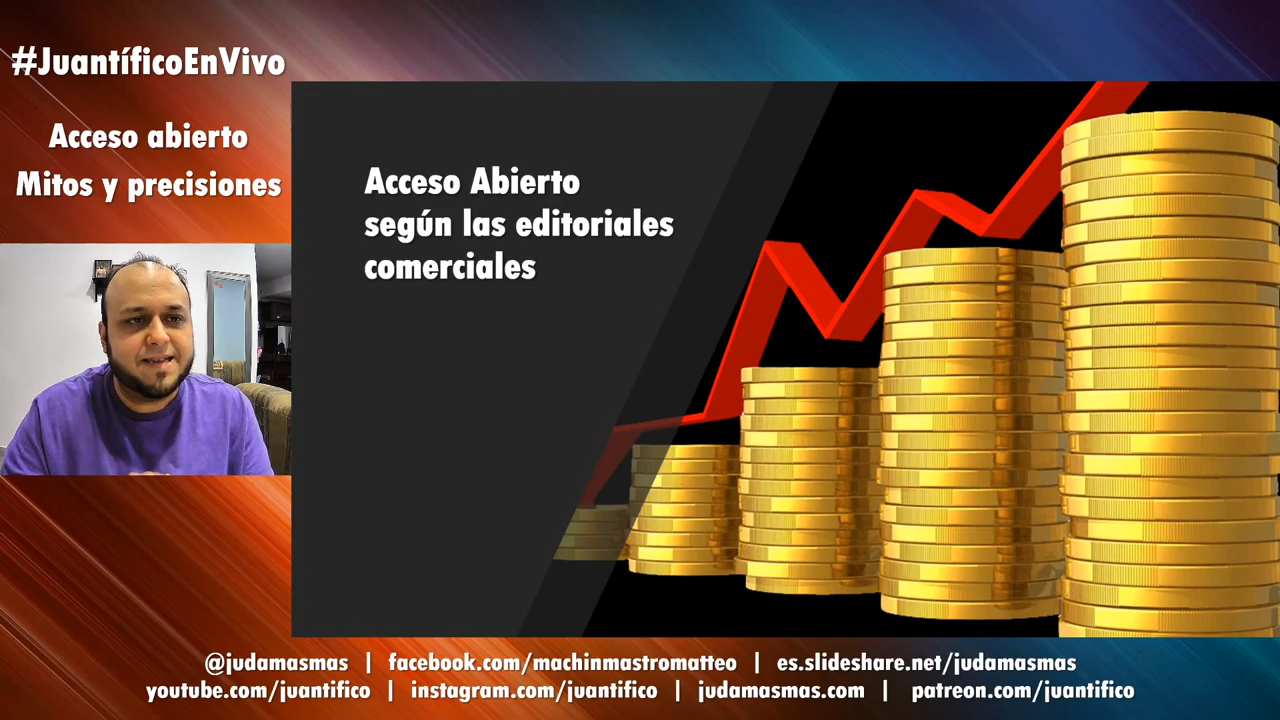 #JuantíficoEnVivo
Acceso abierto
Mitos y precisiones
Acceso Abierto
según las editoriales
comerciales
@judamasmas | facebook.com/machinmastromatteo | es.slideshare.net/judamasmas
youtube.com/juantifico | instagram.com/juantifico | judamasmas.com | patreon.com/juantifico